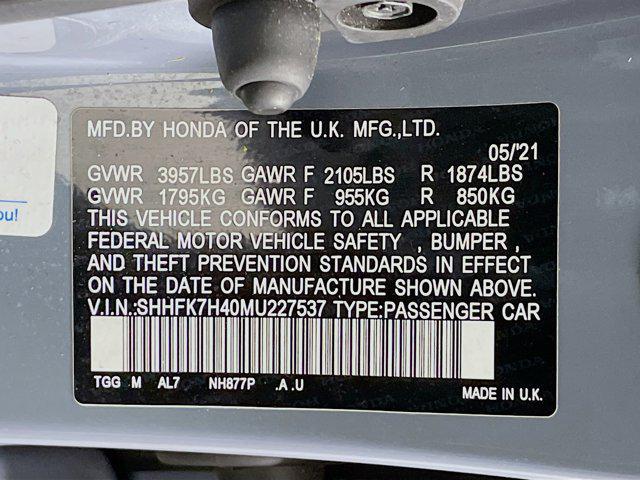 MFD.BY HONDA OF THE U.K. MFG.,LTD.
05/'21
GVWR 3957LBS GAWR F 2105LBS R 1874LBS
GVWR 1795KG GAWR F 955KG R 850KG
THIS VEHICLE CONFORMS TO ALL APPLICABLE
FEDERAL MOTOR VEHICLE SAFETY , BUMPER ,
AND THEFT PREVENTION STANDARDS IN EFFECT
ON THE DATE OF MANUFACTURE SHOWN ABOVE.
V.I.N.:SHHFK7H40MU227537 TYPE:PASSENGER CAR
TGG M AL7 NH877P .A .U
MADE IN U.K.
ou!